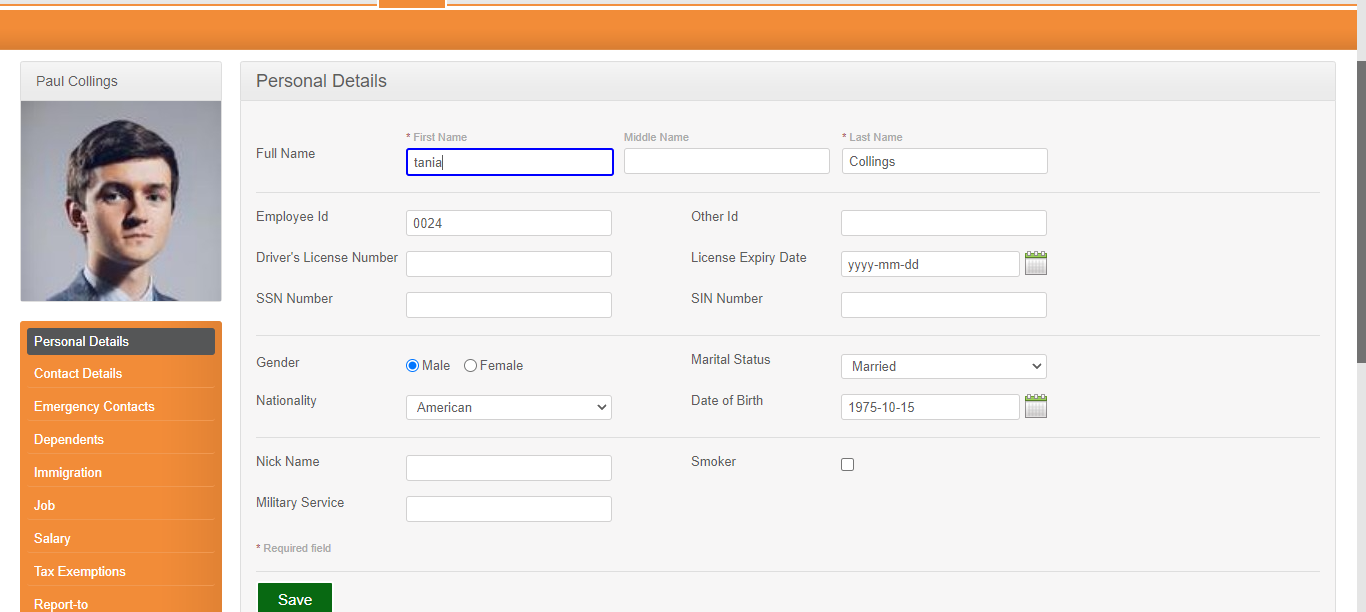 Paul Collings
Personal Details
Full Name
* First Name
tania
Middle Name
* Last Name
Collings
Employee Id
0024
Other Id
Driver's License Number
License Expiry Date
yyyy-mm-dd
SSN Number
SIN Number
Gender
Male
Female
Marital Status
Married
Nationality
American
Date of Birth
1975-10-15
Nick Name
Smoker
Military Service
* Required field
Save
Personal Details
Contact Details
Emergency Contacts
Dependents
Immigration
Job
Salary
Tax Exemptions
Report-to